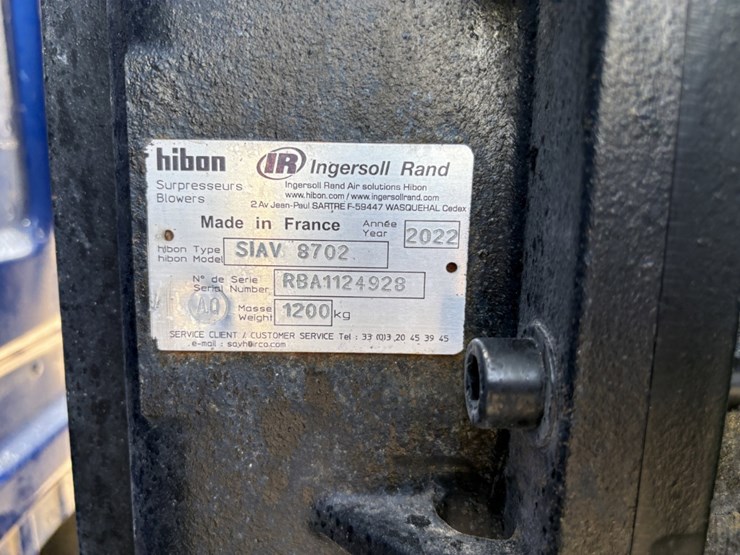 hibon IR Ingersoll Rand
Surpresseurs
Blowers
Ingersoll Rand Air solutions Hibon
www.hibon.com / www.ingersollrand.com
2 Av Jean-Paul SARTRE F-59447 WASQUEHAL Cedex
Made in France Année
Year 2022
hibon Type
hibon Model SIAV 8702
N° de Serie
Serial Number RBA1124928
AQ Masse
Weight 1200 kg
SERVICE CLIENT / CUSTOMER SERVICE Tel : 33 (0)3 20 45 39 45
e-mail : sayh@irco.com